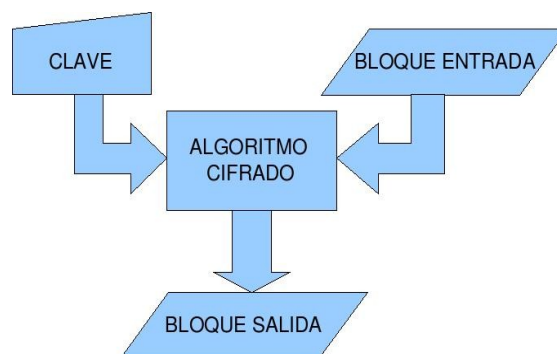 CLAVE
BLOQUE ENTRADA
ALGORITMO
CIFRADO
BLOQUE SALIDA